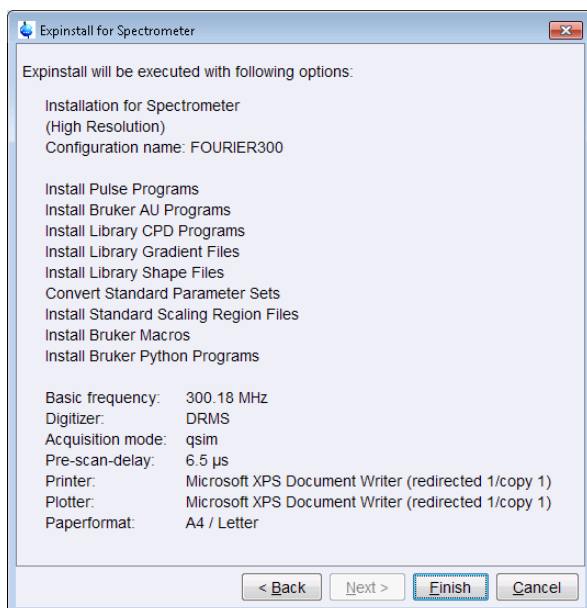 Expinstall for Spectrometer
Expinstall will be executed with following options:
Installation for Spectrometer
(High Resolution)
Configuration name: FOURIER300
Install Pulse Programs
Install Bruker AU Programs
Install Library CPD Programs
Install Library Gradient Files
Install Library Shape Files
Convert Standard Parameter Sets
Install Standard Scaling Region Files
Install Bruker Macros
Install Bruker Python Programs
Basic frequency: 300.18 MHz
Digitizer: DRMS
Acquisition mode: qsim
Pre-scan-delay: 6.5 µs
Printer: Microsoft XPS Document Writer (redirected 1/copy 1)
Plotter: Microsoft XPS Document Writer (redirected 1/copy 1)
Paperformat: A4 / Letter
< Back Next > Finish Cancel